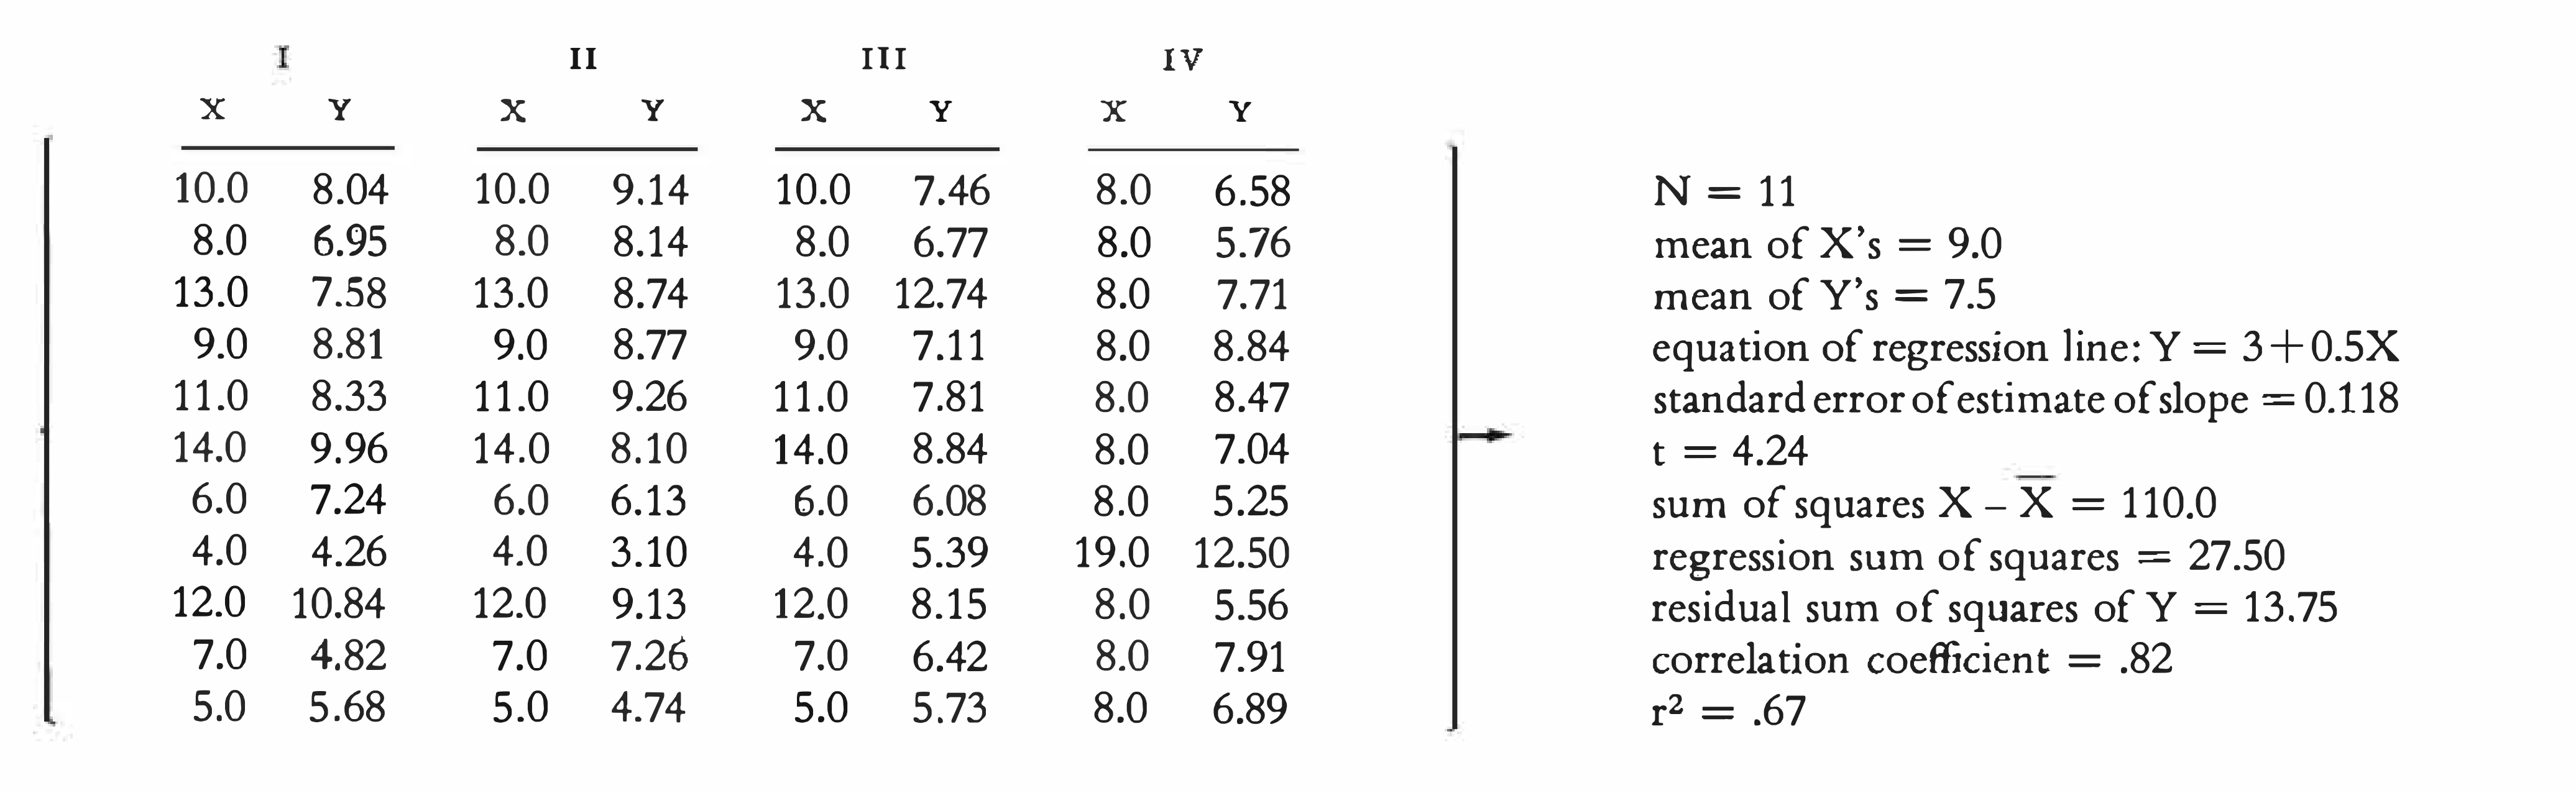 I II III IV
X Y X Y X Y X Y
10.0 8.04 10.0 9.14 10.0 7.46 8.0 6.58
8.0 6.95 8.0 8.14 8.0 6.77 8.0 5.76
13.0 7.58 13.0 8.74 13.0 12.74 8.0 7.71
9.0 8.81 9.0 8.77 9.0 7.11 8.0 8.84
11.0 8.33 11.0 9.26 11.0 7.81 8.0 8.47
14.0 9.96 14.0 8.10 14.0 8.84 8.0 7.04
6.0 7.24 6.0 6.13 6.0 6.08 8.0 5.25
4.0 4.26 4.0 3.10 4.0 5.39 19.0 12.50
12.0 10.84 12.0 9.13 12.0 8.15 8.0 5.56
7.0 4.82 7.0 7.26 7.0 6.42 8.0 7.91
5.0 5.68 5.0 4.74 5.0 5.73 8.0 6.89
N = 11
mean of X's = 9.0
mean of Y's = 7.5
equation of regression line: Y = 3+0.5X
standard error of estimate of slope = 0.118
t = 4.24
sum of squares X – X̅ = 110.0
regression sum of squares = 27.50
residual sum of squares of Y = 13.75
correlation coefficient = .82
r² = .67